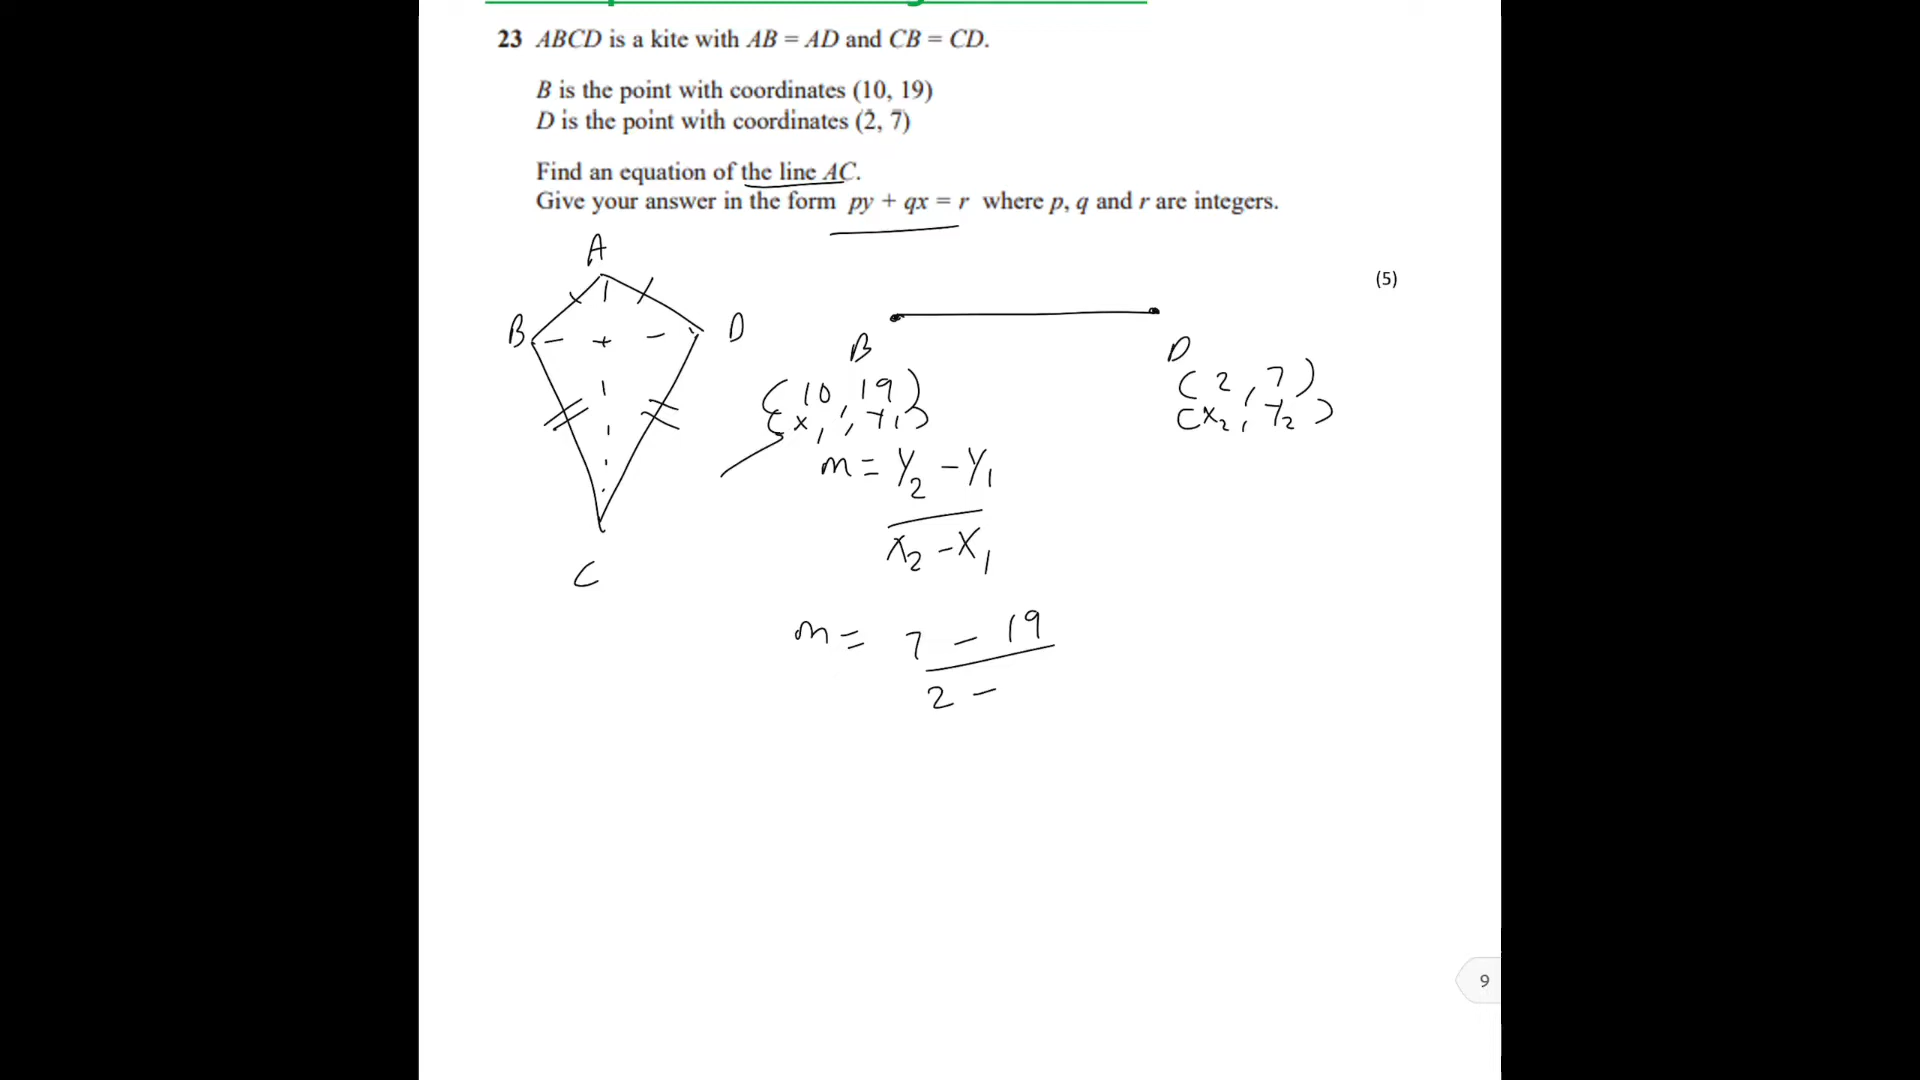 23 ABCD is a kite with AB = AD and CB = CD.
B is the point with coordinates (10, 19)
D is the point with coordinates (2, 7)
Find an equation of the line AC.
Give your answer in the form py + qx = r where p, q and r are integers.
(5)
A
B
D
C
B
D
(10, 19)
(2, 7)
(x₁, y₁)
(x₂, y₂)
m = y₂ - y₁
x₂ - x₁
m = 7 - 19
2 -
9